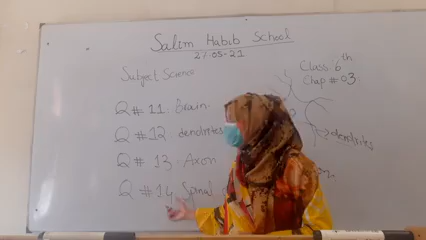 Salim Habib School
27-05-21
Subject Science
Class: 6th
Chap # 03
Q # 11. Brain
Q # 12 dendrites
dendrites
Q # 13. Axon
Q # 14 Spinal